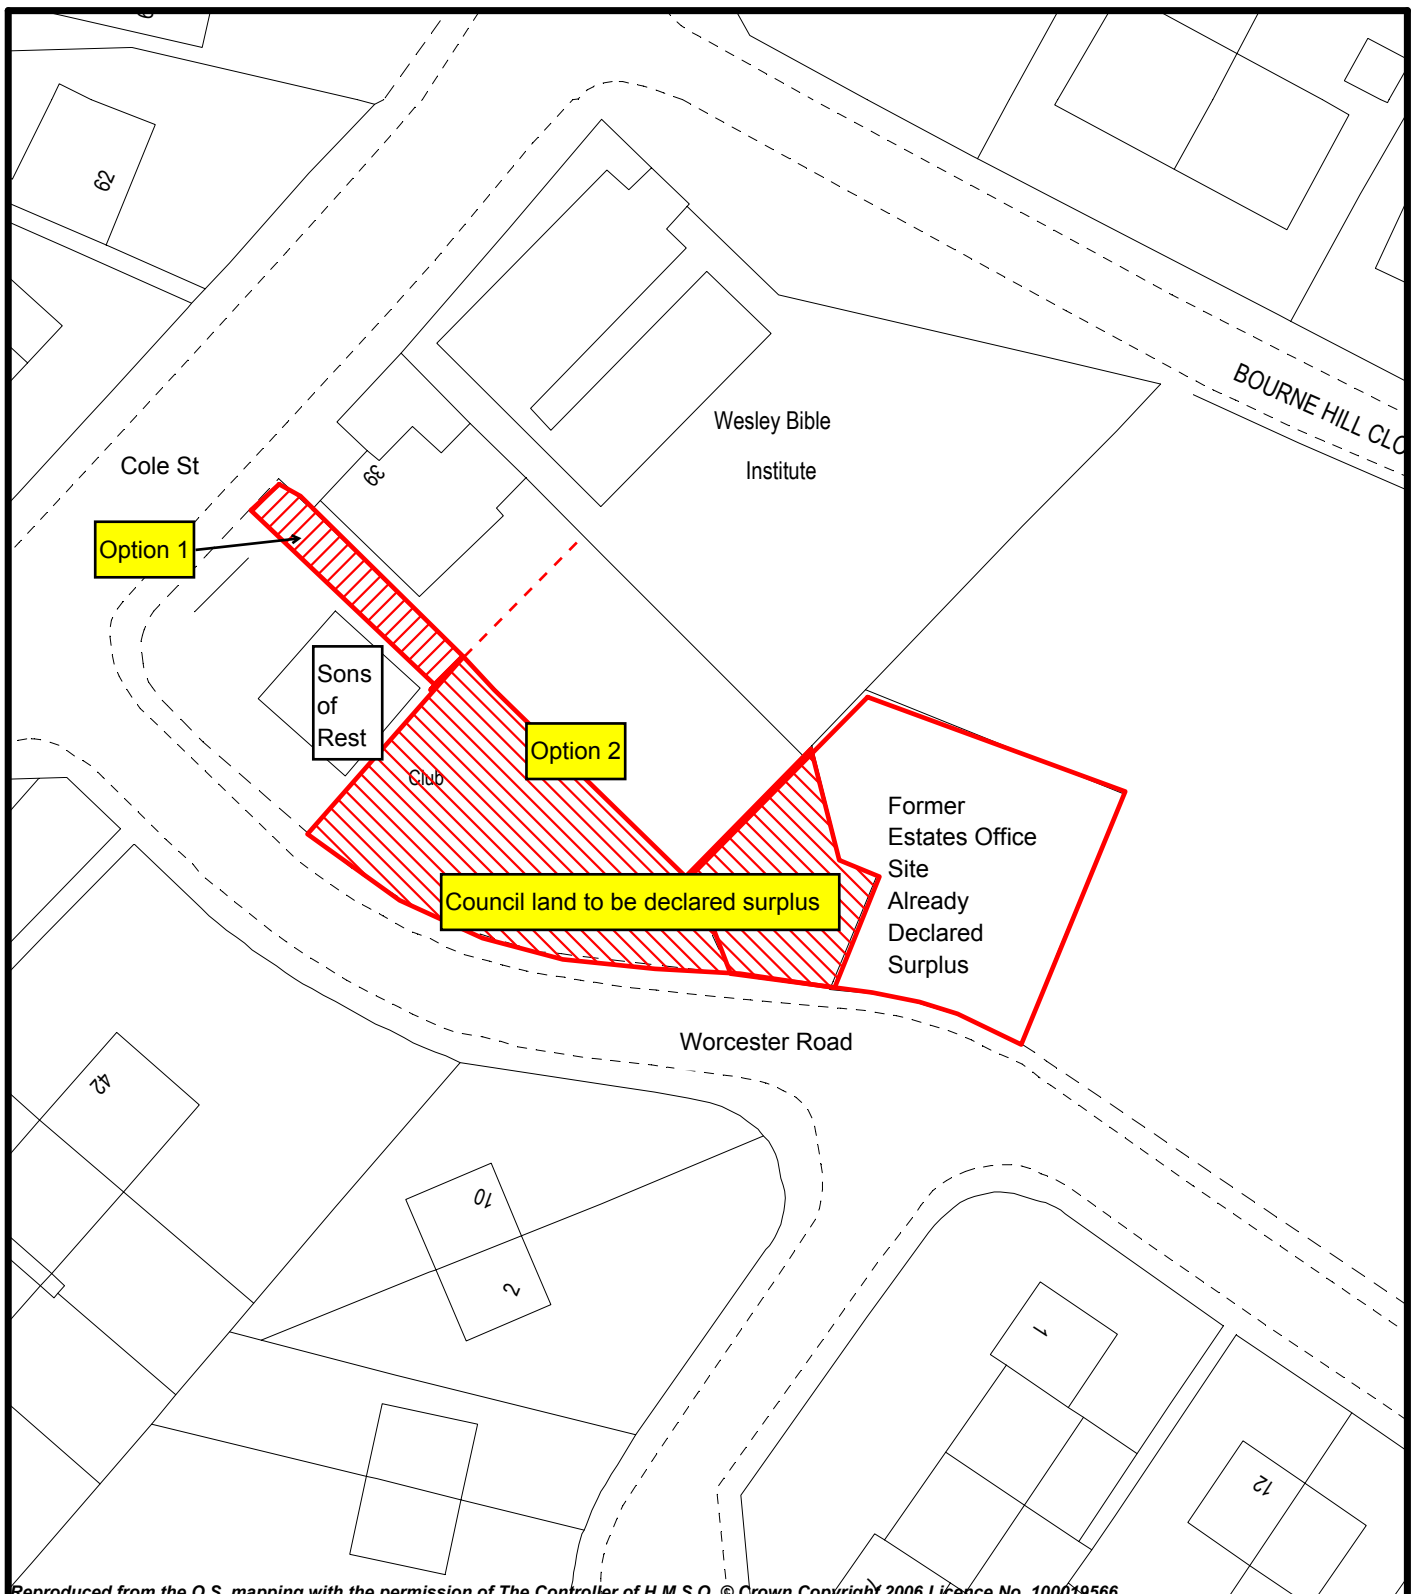 62
BOURNE HILL CLO
Wesley Bible
Institute
Cole St
39
Option 1
Sons
of
Rest
Option 2
Club
Former
Estates Office
Site
Already
Declared
Surplus
Council land to be declared surplus
Worcester Road
42
10
2
1
12
Reproduced from the O.S. mapping with the permission of The Controller of H.M.S.O. © Crown Copyright 2006 Licence No. 100019566